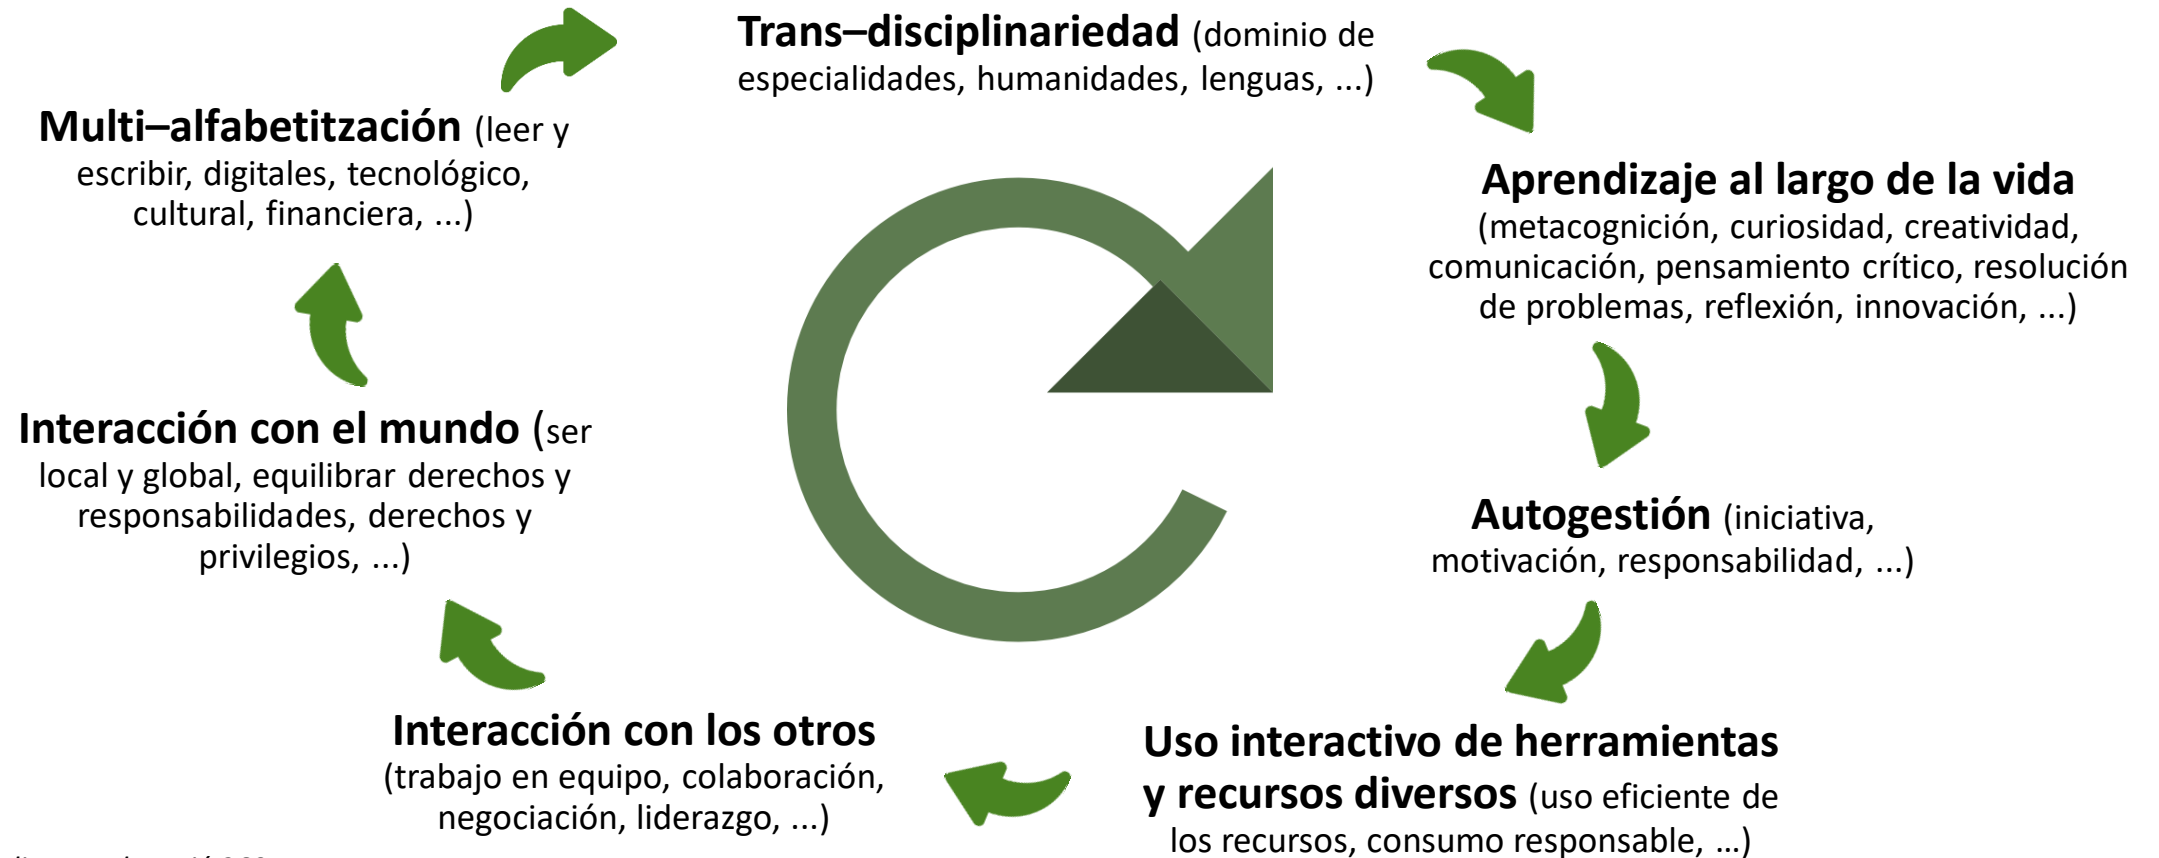 Trans–disciplinariedad (dominio de
especialidades, humanidades, lenguas, ...)
Aprendizaje al largo de la vida
(metacognición, curiosidad, creatividad,
comunicación, pensamiento crítico, resolución
de problemas, reflexión, innovación, ...)
Autogestión (iniciativa,
motivación, responsabilidad, ...)
Uso interactivo de herramientas
y recursos diversos (uso eficiente de
los recursos, consumo responsable, ...)
Interacción con los otros
(trabajo en equipo, colaboración,
negociación, liderazgo, ...)
Interacción con el mundo (ser
local y global, equilibrar derechos y
responsabilidades, derechos y
privilegios, ...)
Multi–alfabetitzación (leer y
escribir, digitales, tecnológico,
cultural, financiera, ...)